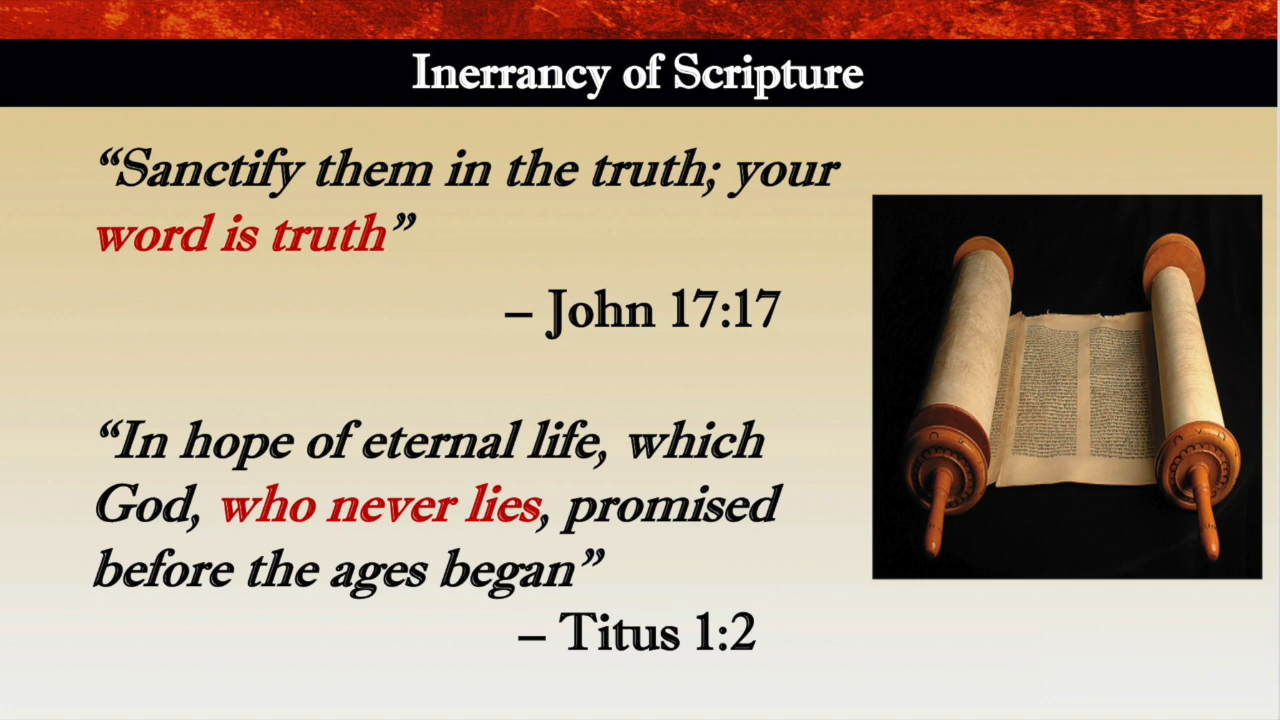 Inerrancy of Scripture
“Sanctify them in the truth; your
word is truth”
– John 17:17
“In hope of eternal life, which
God, who never lies, promised
before the ages began”
– Titus 1:2